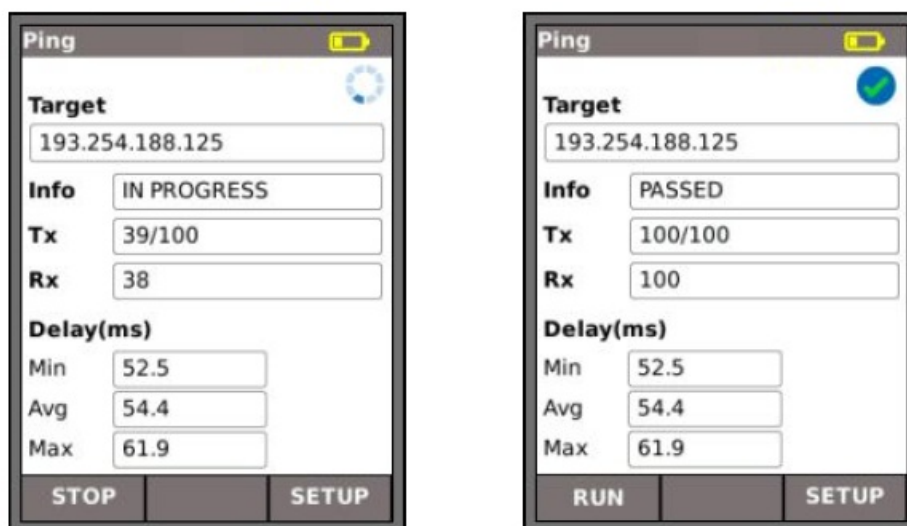 Ping
Target
193.254.188.125
Info IN PROGRESS
Tx 39/100
Rx 38
Delay(ms)
Min 52.5
Avg 54.4
Max 61.9
STOP SETUP
Ping
Target
193.254.188.125
Info PASSED
Tx 100/100
Rx 100
Delay(ms)
Min 52.5
Avg 54.4
Max 61.9
RUN SETUP